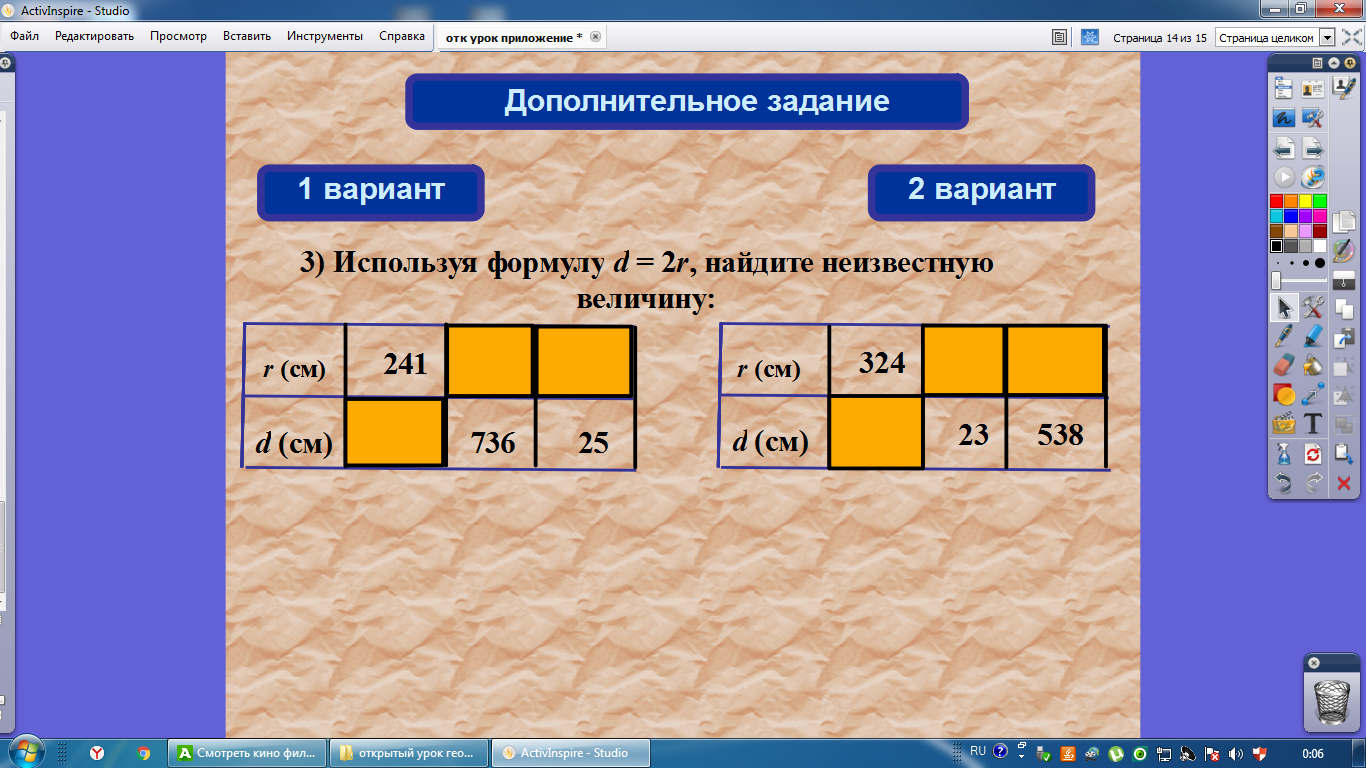 ActivInspire - Studio
Файл Редактировать Просмотр Вставить Инструменты Справка отк урок приложение * Страница 14 из 15 Страница целиком
Дополнительное задание
1 вариант 2 вариант
3) Используя формулу d = 2r, найдите неизвестную
величину:
r (см) 241
d (см) 736 25
r (см) 324
d (см) 23 538
Смотреть кино фил... открытый урок гео... ActivInspire - Studio RU 0:06